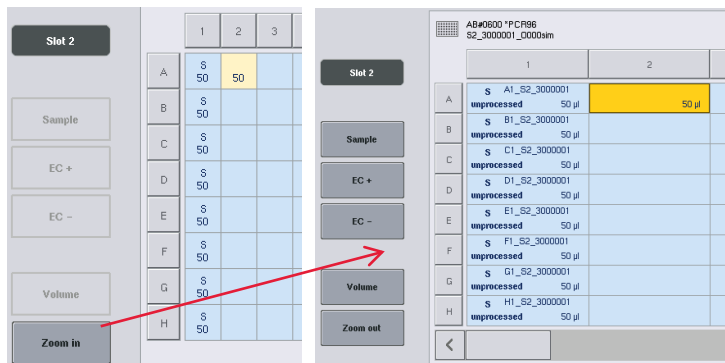 Slot 2
Sample
EC +
EC -
Volume
Zoom in
1 2 3
A S 50 50
B S 50
C S 50
D S 50
E S 50
F S 50
G S 50
H S 50
AB#0600 *PCR96
S2_3000001_0000sim
Slot 2
Sample
EC +
EC -
Volume
Zoom out
1 2
A S A1_S2_3000001
unprocessed 50 µl 50 µl
B S B1_S2_3000001
unprocessed 50 µl
C S C1_S2_3000001
unprocessed 50 µl
D S D1_S2_3000001
unprocessed 50 µl
E S E1_S2_3000001
unprocessed 50 µl
F S F1_S2_3000001
unprocessed 50 µl
G S G1_S2_3000001
unprocessed 50 µl
H S H1_S2_3000001
unprocessed 50 µl
<